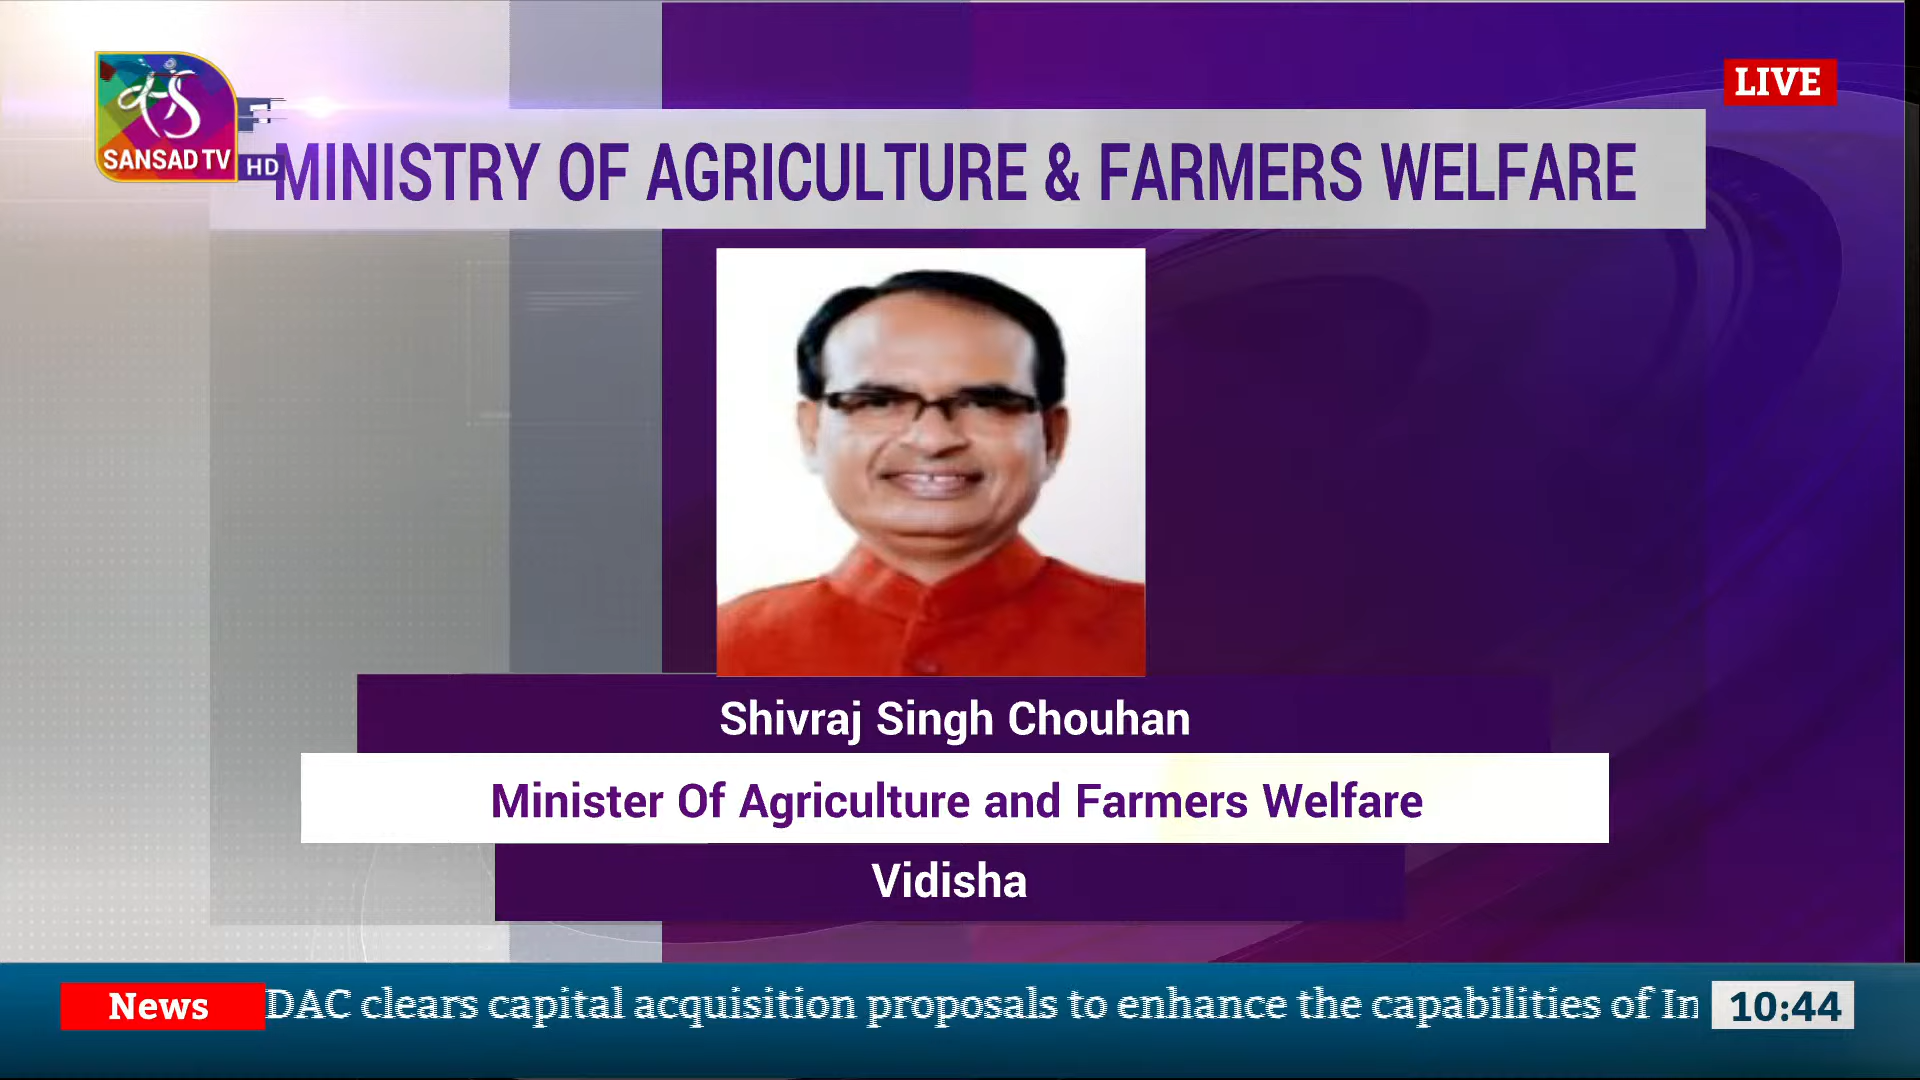 SANSAD TV
HD
LIVE
MINISTRY OF AGRICULTURE & FARMERS WELFARE
Shivraj Singh Chouhan
Minister Of Agriculture and Farmers Welfare
Vidisha
News
DAC clears capital acquisition proposals to enhance the capabilities of In
10:44